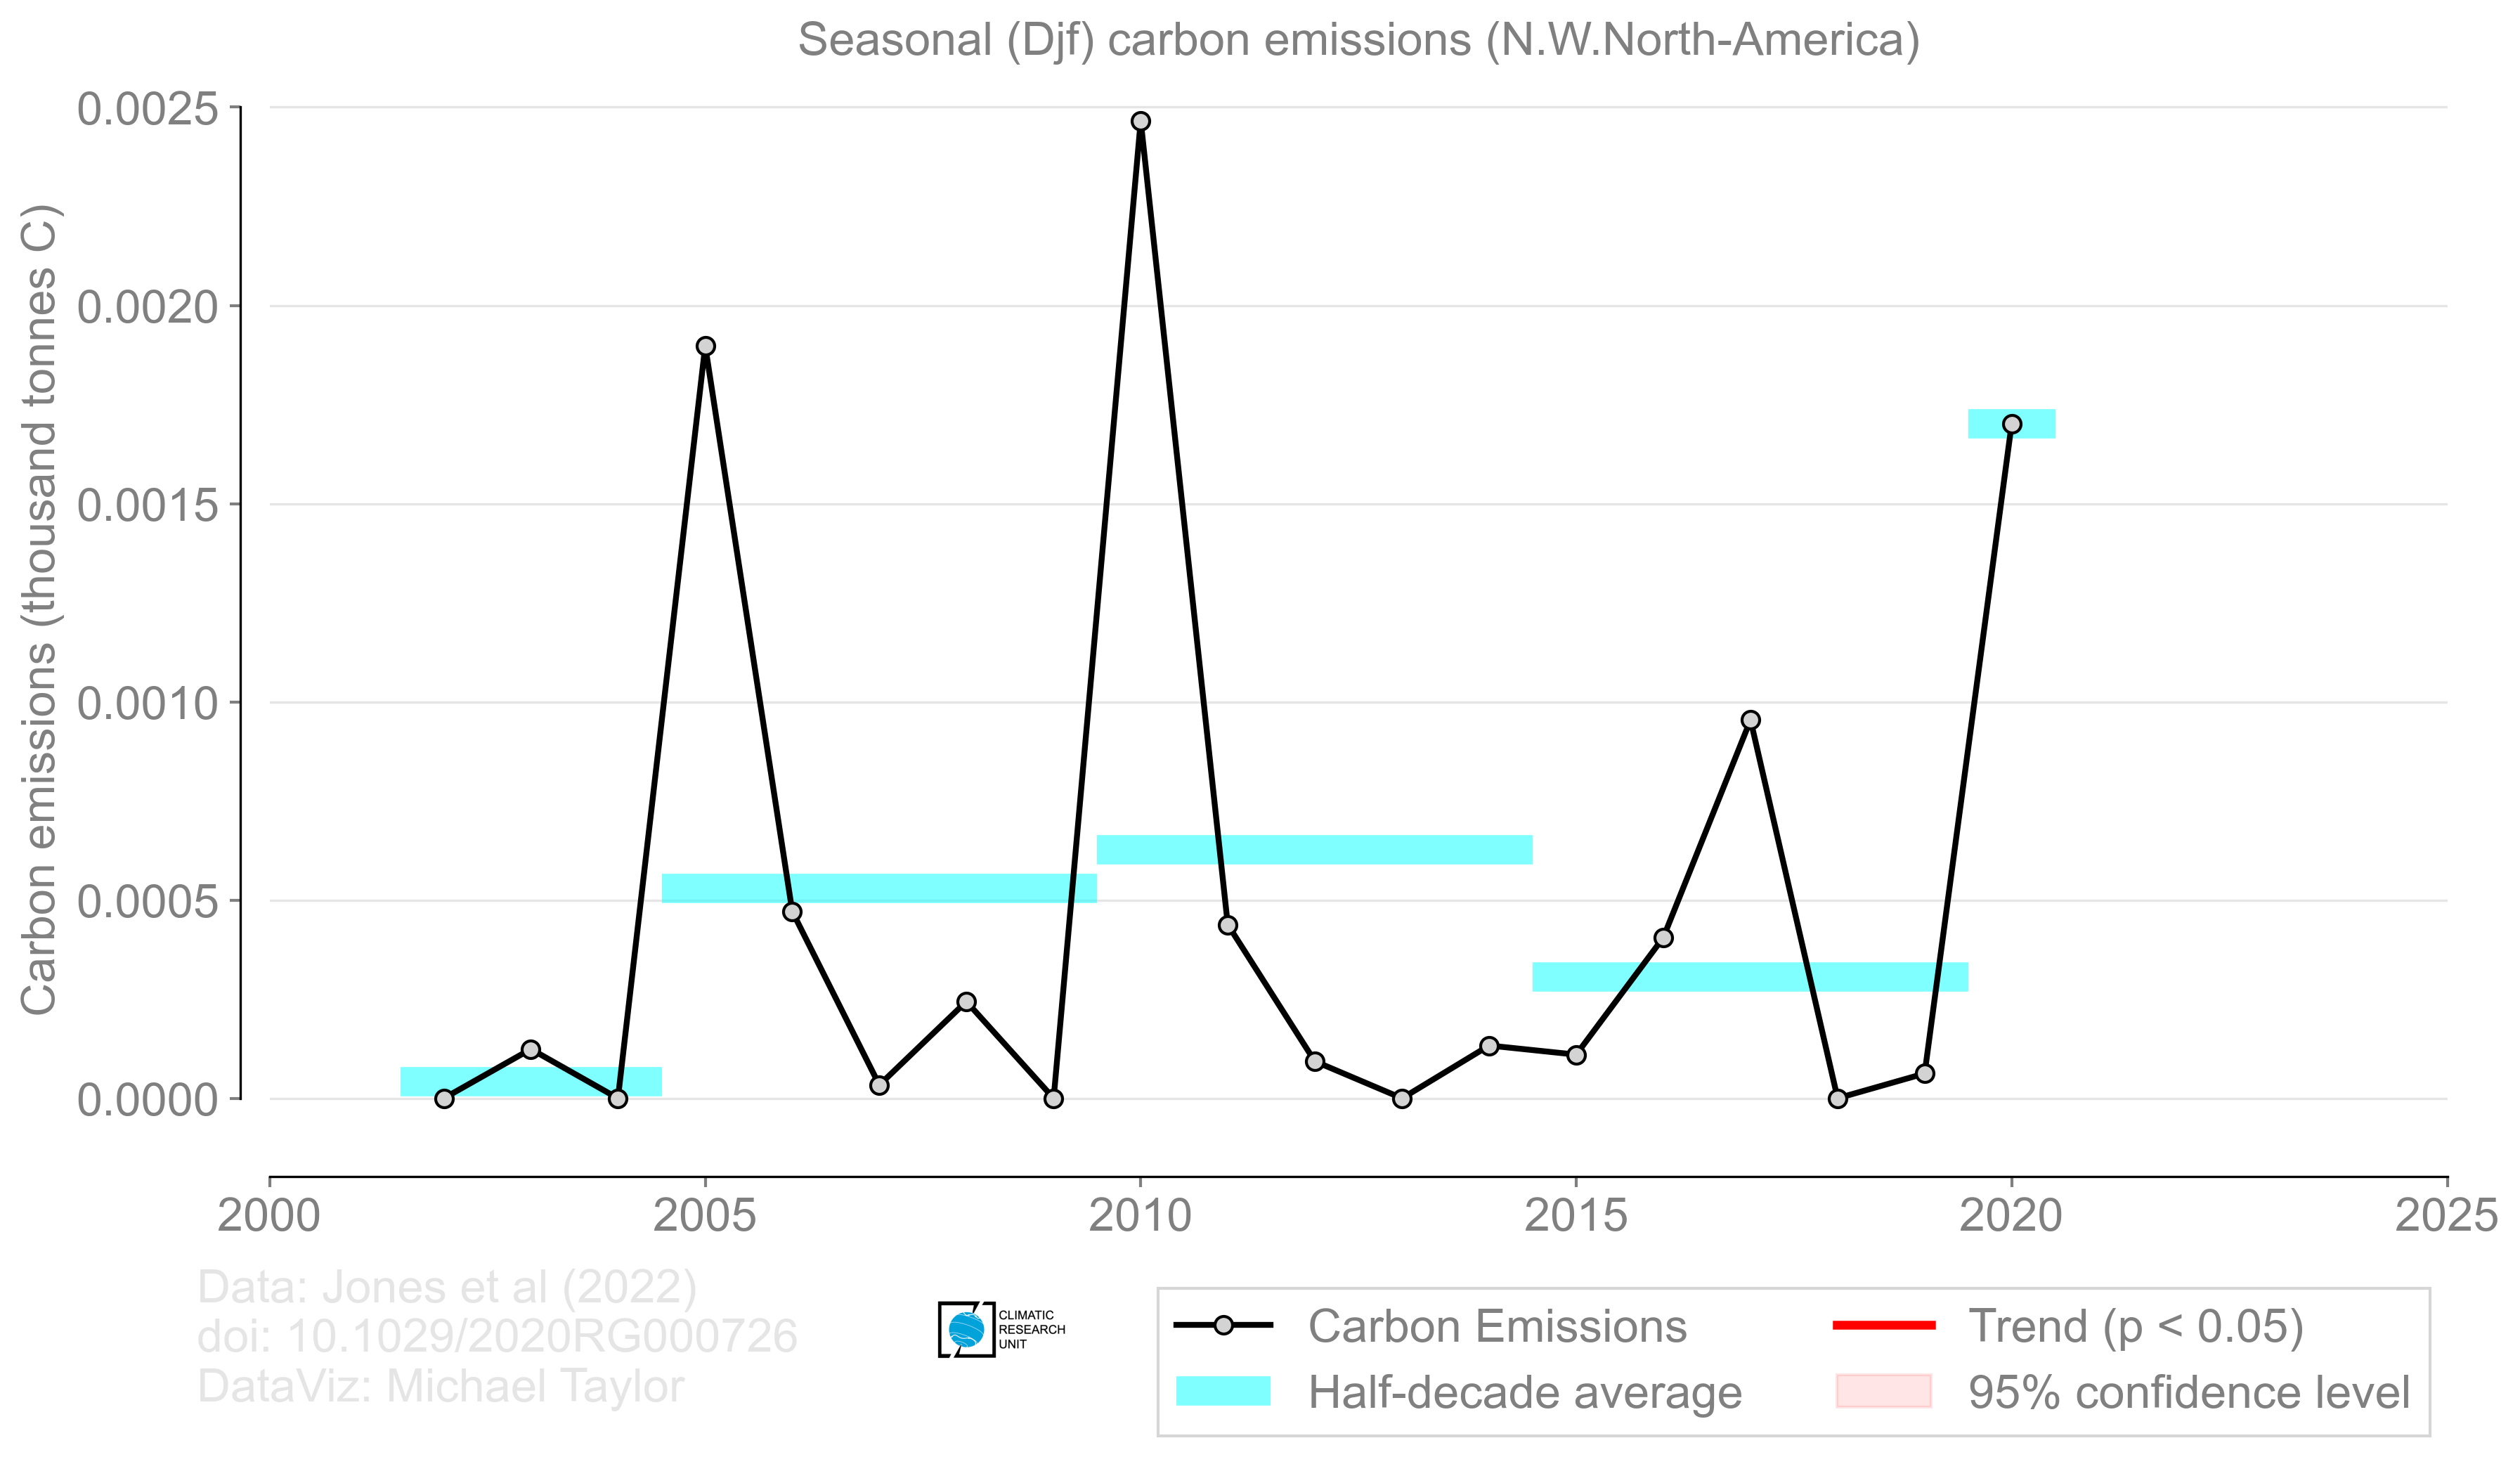 Seasonal (Djf) carbon emissions (N.W.North-America)
Carbon emissions (thousand tonnes C)
0.0025
0.0020
0.0015
0.0010
0.0005
0.0000
2000 2005 2010 2015 2020 2025
Data: Jones et al (2022)
doi: 10.1029/2020RG000726
DataViz: Michael Taylor
CLIMATIC
RESEARCH
UNIT
Carbon Emissions
Half-decade average
Trend (p < 0.05)
95% confidence level